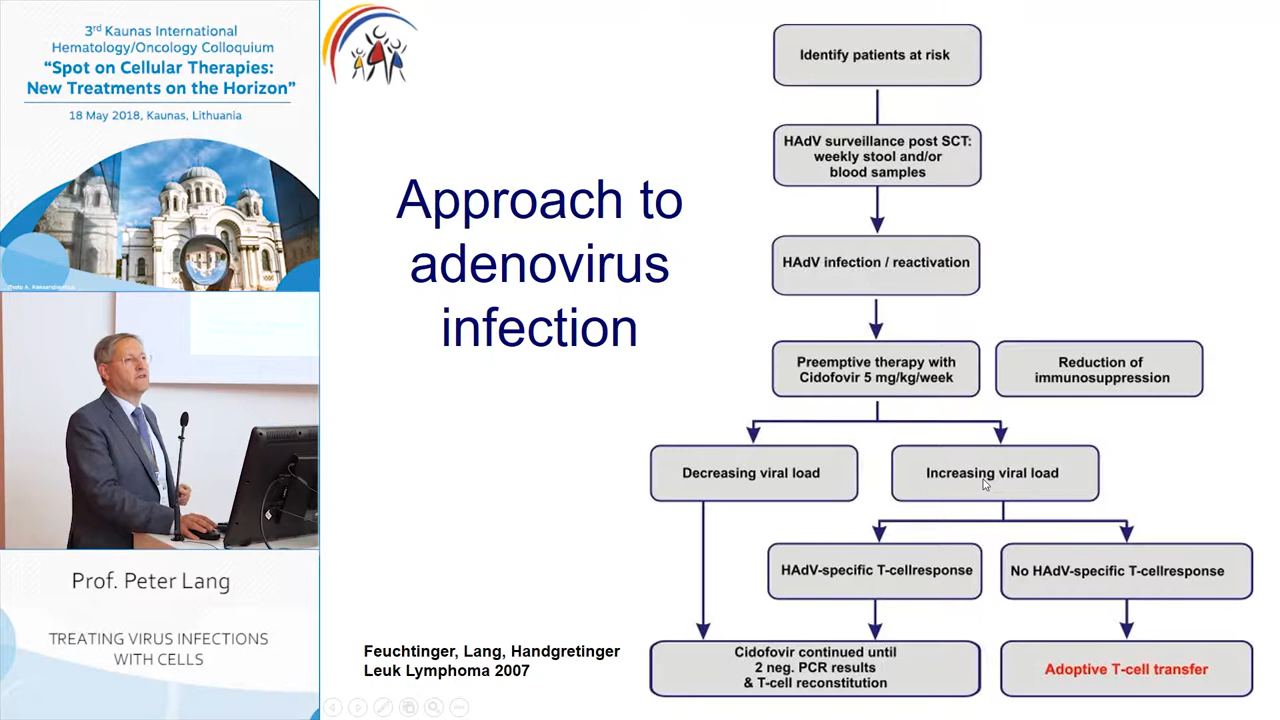 3rd Kaunas International
Hematology/Oncology Colloquium
“Spot on Cellular Therapies:
New Treatments on the Horizon”
18 May 2018, Kaunas, Lithuania
Photo A. Aleksandravičius
Prof. Peter Lang
TREATING VIRUS INFECTIONS
WITH CELLS
Approach to
adenovirus
infection
Feuchtinger, Lang, Handgretinger
Leuk Lymphoma 2007
Identify patients at risk
HAdV surveillance post SCT:
weekly stool and/or
blood samples
HAdV infection / reactivation
Preemptive therapy with
Cidofovir 5 mg/kg/week
Reduction of
immunosuppression
Decreasing viral load
Increasing viral load
HAdV-specific T-cellresponse
No HAdV-specific T-cellresponse
Cidofovir continued until
2 neg. PCR results
& T-cell reconstitution
Adoptive T-cell transfer